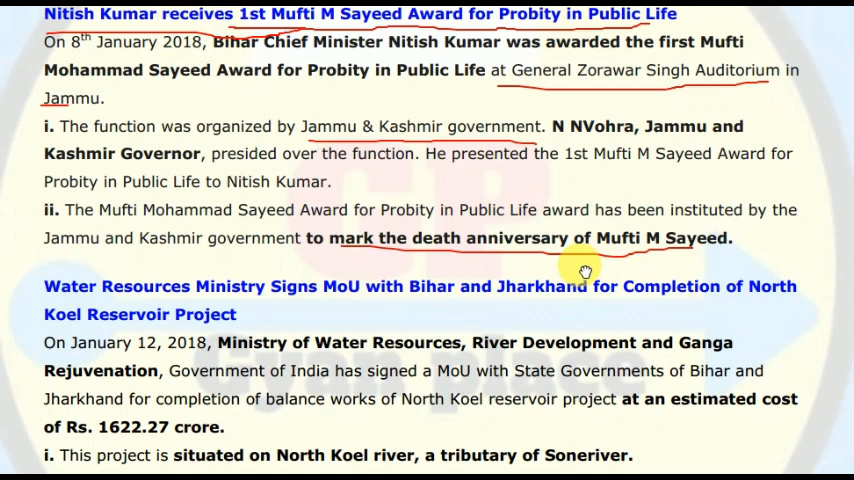 Nitish Kumar receives 1st Mufti M Sayeed Award for Probity in Public Life
On 8th January 2018, Bihar Chief Minister Nitish Kumar was awarded the first Mufti
Mohammad Sayeed Award for Probity in Public Life at General Zorawar Singh Auditorium in
Jammu.
i. The function was organized by Jammu & Kashmir government. N NVohra, Jammu and
Kashmir Governor, presided over the function. He presented the 1st Mufti M Sayeed Award for
Probity in Public Life to Nitish Kumar.
ii. The Mufti Mohammad Sayeed Award for Probity in Public Life award has been instituted by the
Jammu and Kashmir government to mark the death anniversary of Mufti M Sayeed.
Water Resources Ministry Signs MoU with Bihar and Jharkhand for Completion of North
Koel Reservoir Project
On January 12, 2018, Ministry of Water Resources, River Development and Ganga
Rejuvenation, Government of India has signed a MoU with State Governments of Bihar and
Jharkhand for completion of balance works of North Koel reservoir project at an estimated cost
of Rs. 1622.27 crore.
i. This project is situated on North Koel river, a tributary of Soneriver.
GP
Gyan place